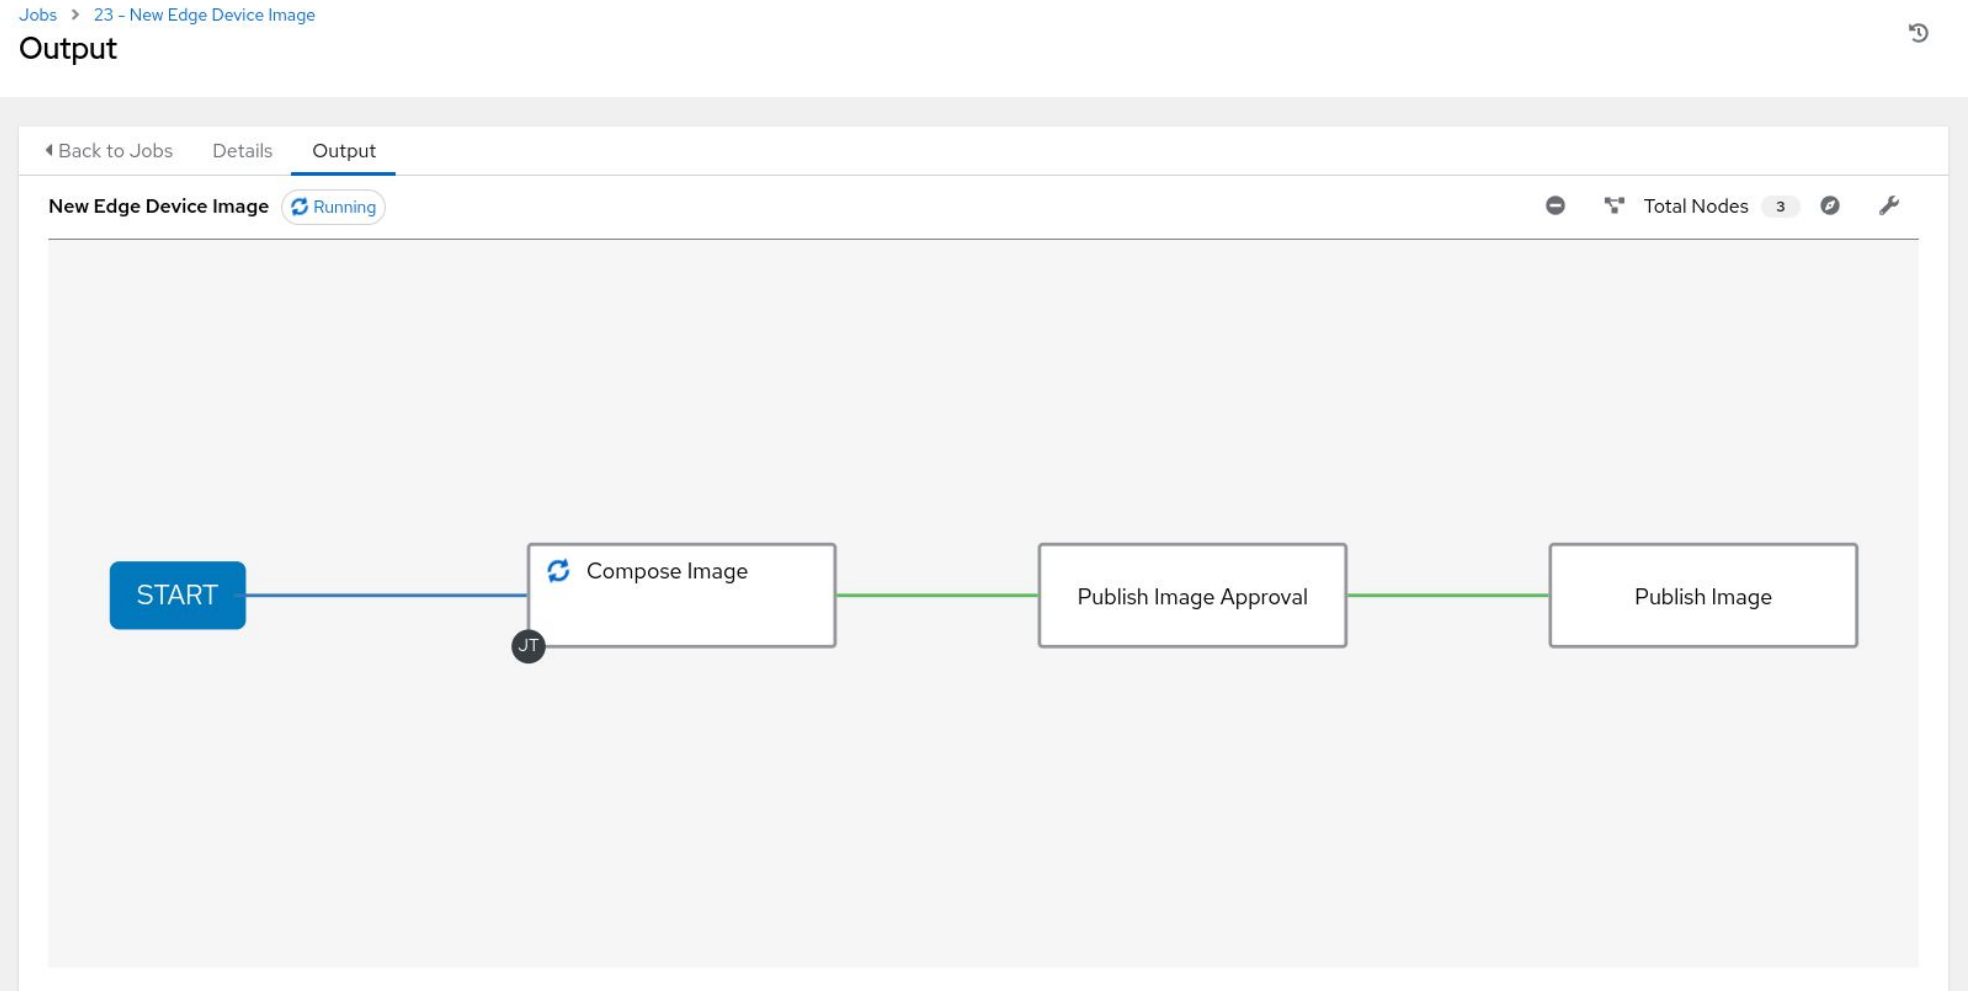 Jobs 23 - New Edge Device Image
Output
Back to Jobs Details Output
New Edge Device Image Running Total Nodes 3
START Compose Image Publish Image Approval Publish Image
JT